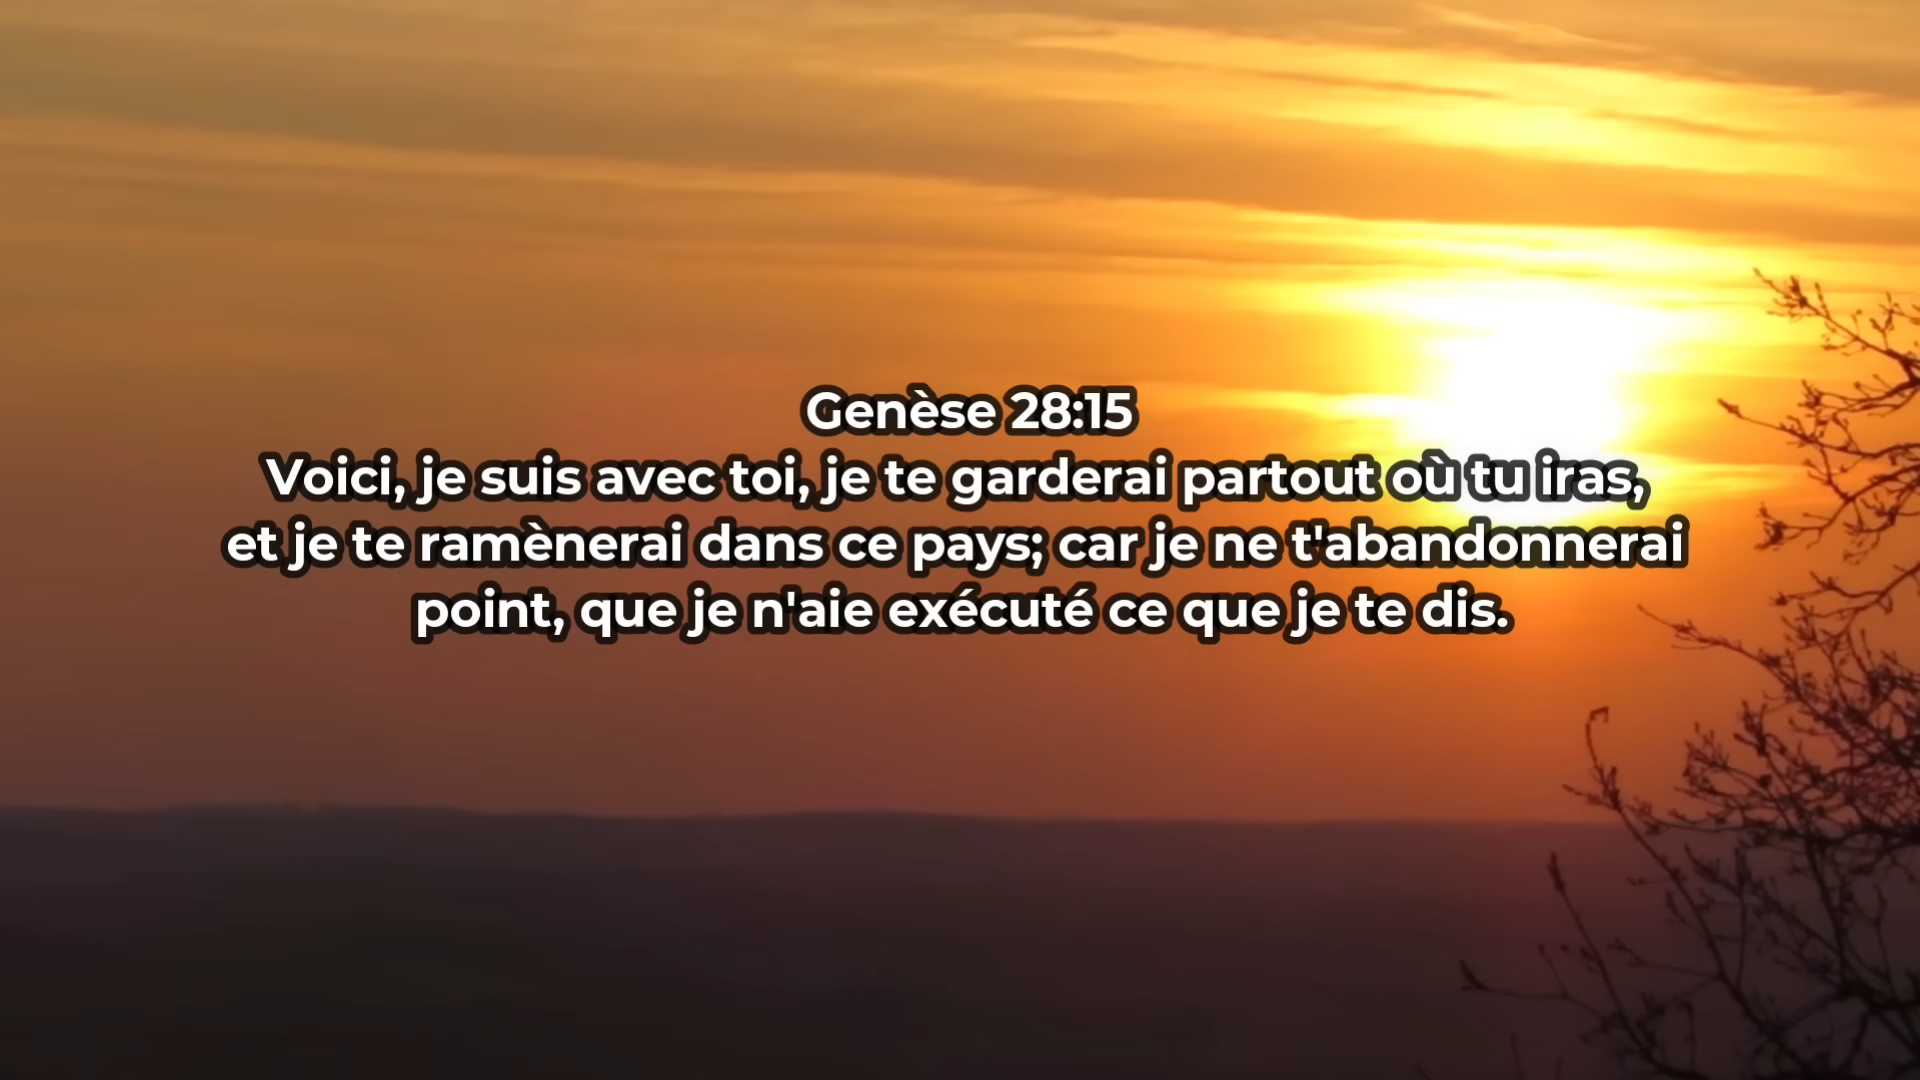 Genèse 28:15
Voici, je suis avec toi, je te garderai partout où tu iras,
et je te ramènerai dans ce pays; car je ne t'abandonnerai
point, que je n'aie exécuté ce que je te dis.